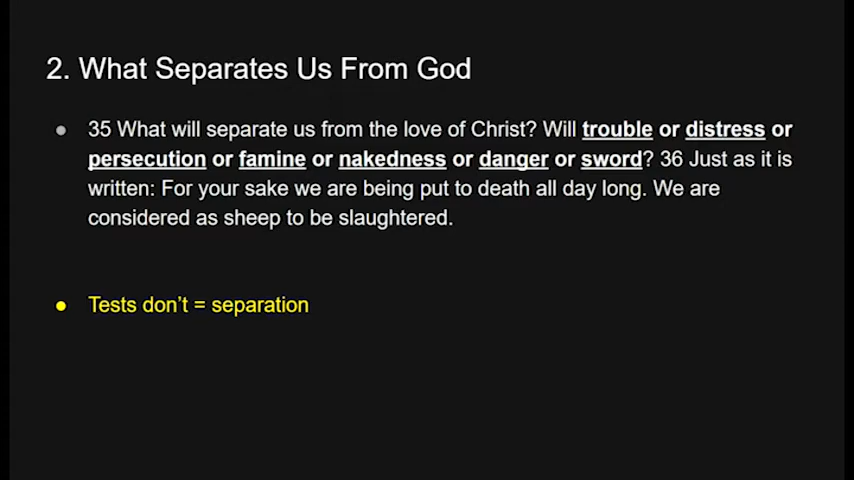 2. What Separates Us From God
● 35 What will separate us from the love of Christ? Will trouble or distress or
persecution or famine or nakedness or danger or sword? 36 Just as it is
written: For your sake we are being put to death all day long. We are
considered as sheep to be slaughtered.
● Tests don't = separation